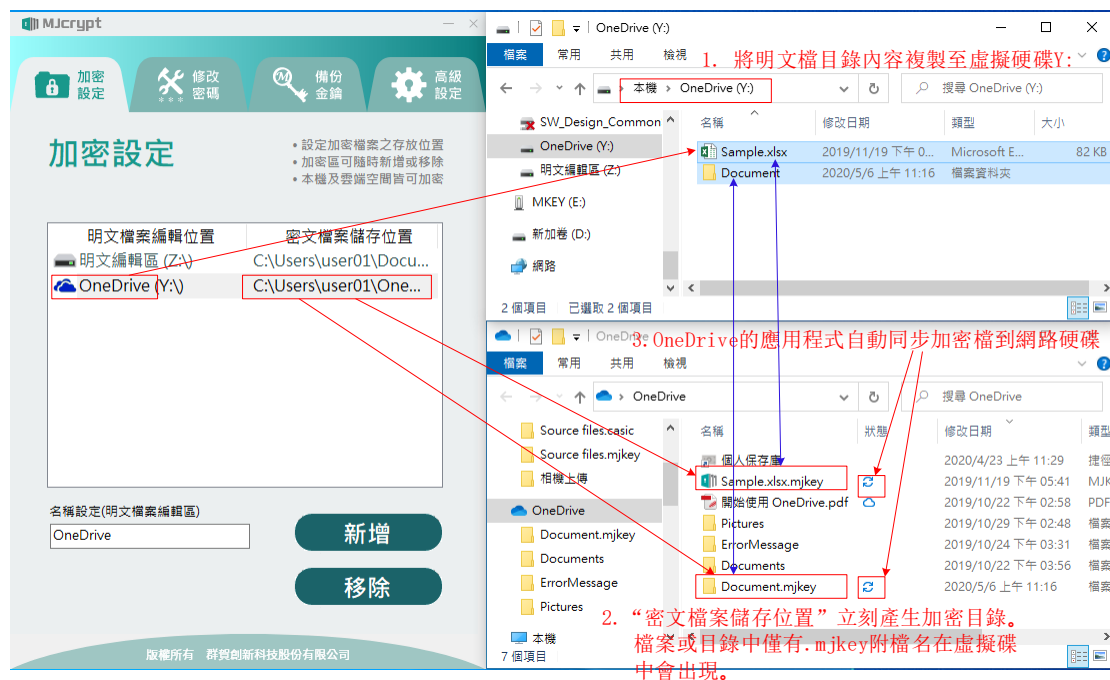 MJcrypt
加密
設定
修改
密碼
***
備份
金鑰
高級
設定
加密設定
• 設定加密檔案之存放位置
• 加密區可隨時新增或移除
• 本機及雲端空間皆可加密
明文檔案編輯位置 密文檔案儲存位置
明文編輯區 (Z:\) C:\Users\user01\Docu...
OneDrive (Y:\) C:\Users\user01\One...
名稱設定(明文檔案編輯區)
OneDrive
新增
移除
版權所有 群賀創新科技股份有限公司
OneDrive (Y:)
檔案 常用 共用 檢視
1. 將明文檔目錄內容複製至虛擬硬碟Y:
本機 › OneDrive (Y:)
搜尋 OneDrive (Y:)
SW_Design_Common
OneDrive (Y:)
明文編輯區 (Z:)
MKEY (E:)
新加卷 (D:)
網路
名稱 修改日期 類型 大小
Sample.xlsx 2019/11/19 下午 0... Microsoft E... 82 KB
Document 2020/5/6 上午 11:16 檔案資料夾
2 個項目 已選取 2 個項目
OneDrive
3.OneDrive的應用程式自動同步加密檔到網路硬碟
檔案 常用 共用 檢視
› OneDrive
搜尋 OneDrive
Source files.casic
Source files.mjkey
相機上傳
OneDrive
Document.mjkey
Documents
ErrorMessage
Pictures
本機
名稱 狀態 修改日期 類型
個人保存庫 2020/4/23 上午 11:29 捷徑
Sample.xlsx.mjkey 2019/11/19 下午 05:41 MJK
開始使用 OneDrive.pdf 2019/10/22 下午 02:58 PDF
Pictures 2019/10/29 下午 02:48 檔案
ErrorMessage 2019/10/24 下午 03:31 檔案
Documents 2019/10/22 下午 03:56 檔案
Document.mjkey 2020/5/6 上午 11:16 檔案
2. “密文檔案儲存位置”立刻產生加密目錄。
檔案或目錄中僅有.mjkey附檔名在虛擬碟
中會出現。
7 個項目